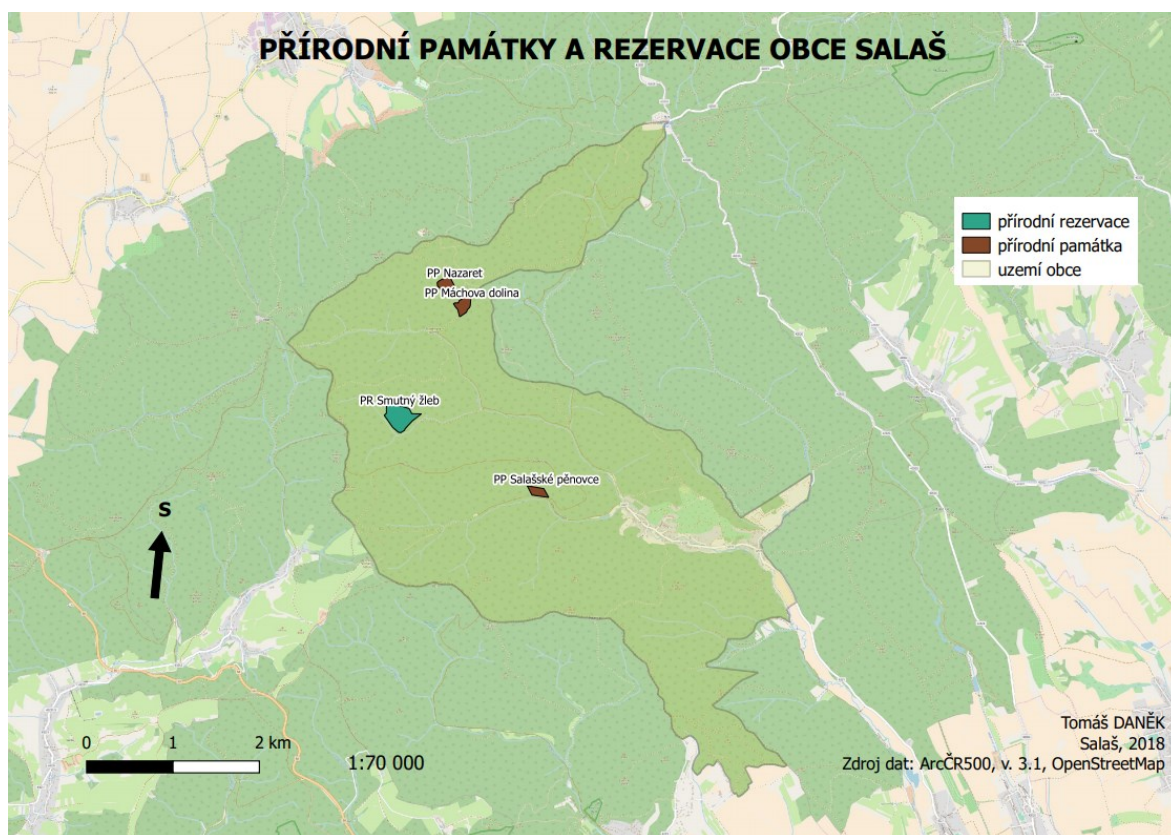 PŘÍRODNÍ PAMÁTKY A REZERVACE OBCE SALAŠ
přírodní rezervace
přírodní památka
uzemí obce
PP Nazaret
PP Máchova dolina
PR Smutný žleb
PP Salašské pěnovce
S
0 1 2 km
1:70 000
Tomáš DANĚK
Salaš, 2018
Zdroj dat: ArcČR500, v. 3.1, OpenStreetMap